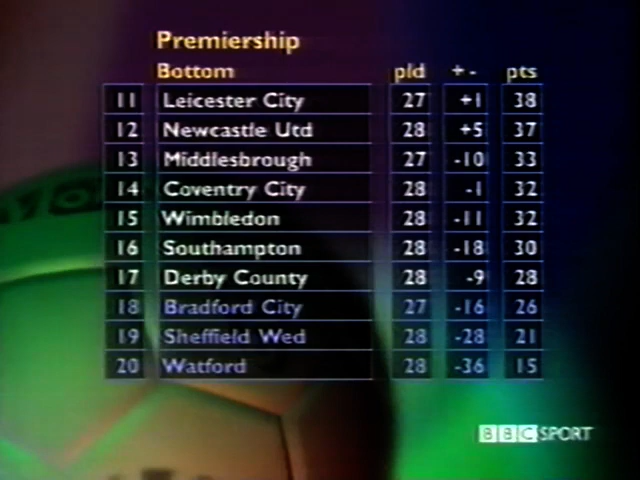 Premiership
Bottom pld + - pts
11 Leicester City 27 +1 38
12 Newcastle Utd 28 +5 37
13 Middlesbrough 27 -10 33
14 Coventry City 28 -1 32
15 Wimbledon 28 -11 32
16 Southampton 28 -18 30
17 Derby County 28 -9 28
18 Bradford City 27 -16 26
19 Sheffield Wed 28 -28 21
20 Watford 28 -36 15
BBC SPORT